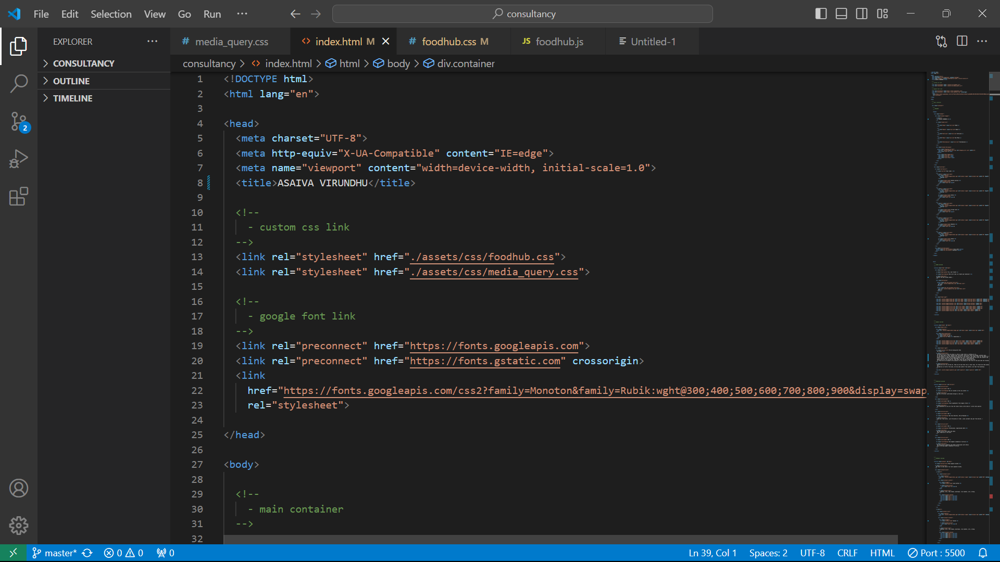 File Edit Selection View Go Run ··· consultancy
EXPLORER ···
CONSULTANCY
OUTLINE
TIMELINE
2
# media_query.css
<> index.html M
# foodhub.css M
JS foodhub.js
Untitled-1
consultancy > <> index.html > html > body > div.container
1 <!DOCTYPE html>
2 <html lang="en">
3
4 <head>
5 <meta charset="UTF-8">
6 <meta http-equiv="X-UA-Compatible" content="IE=edge">
7 <meta name="viewport" content="width=device-width, initial-scale=1.0">
8 <title>ASAIVA VIRUNDHU</title>
9
10 <!--
11 - custom css link
12 -->
13 <link rel="stylesheet" href="./assets/css/foodhub.css">
14 <link rel="stylesheet" href="./assets/css/media_query.css">
15
16 <!--
17 - google font link
18 -->
19 <link rel="preconnect" href="https://fonts.googleapis.com">
20 <link rel="preconnect" href="https://fonts.gstatic.com" crossorigin>
21 <link
22 href="https://fonts.googleapis.com/css2?family=Monoton&family=Rubik:wght@300;400;500;600;700;800;900&display=swap
23 rel="stylesheet">
24
25 </head>
26
27 <body>
28
29 <!--
30 - main container
31 -->
32
master* 0 0 0 Ln 39, Col 1 Spaces: 2 UTF-8 CRLF HTML Port : 5500